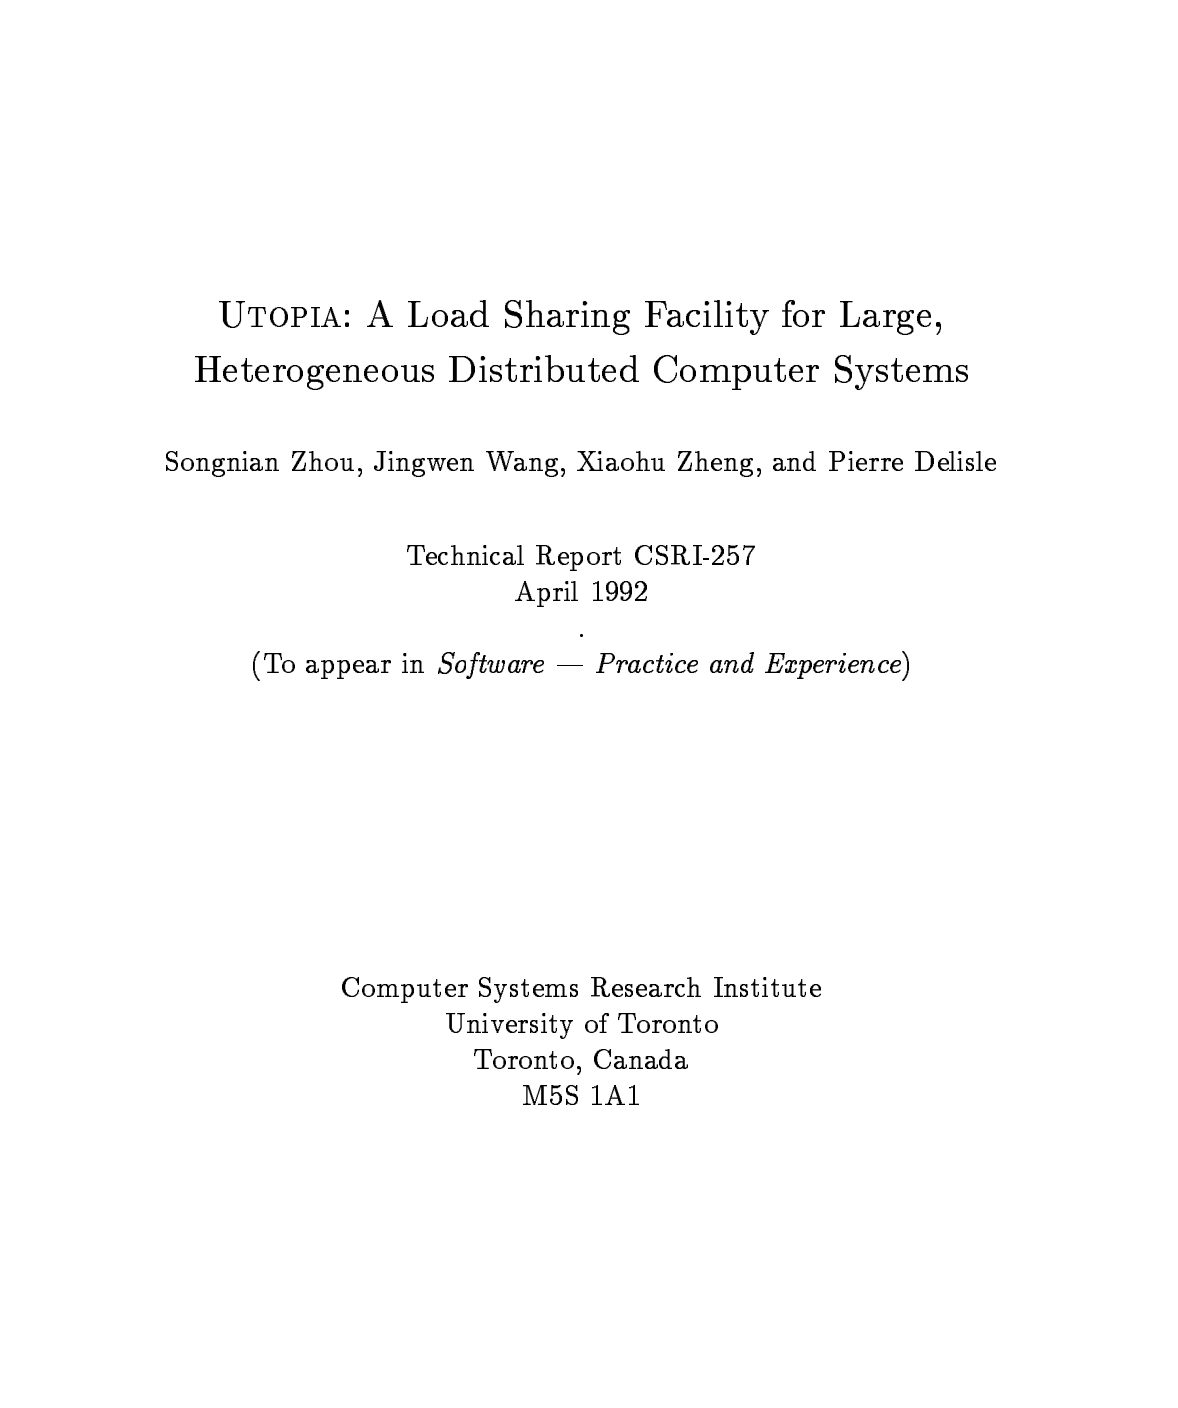 UTOPIA: A Load Sharing Facility for Large,
Heterogeneous Distributed Computer Systems
Songnian Zhou, Jingwen Wang, Xiaohu Zheng, and Pierre Delisle
Technical Report CSRI-257
April 1992
.
(To appear in Software — Practice and Experience)
Computer Systems Research Institute
University of Toronto
Toronto, Canada
M5S 1A1